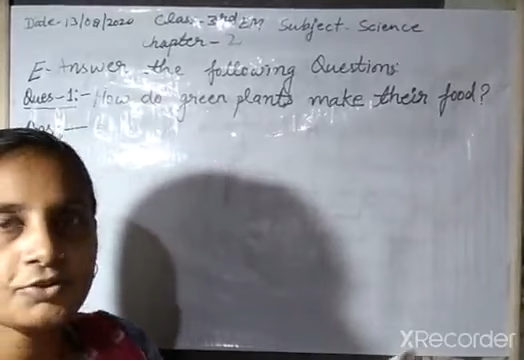 Date-13/08/2020 Class-3rd EM Subject-Science
Chapter-2
E-Answer the following Questions
Ques-1:- How do green plants make their food?
Ans:-
XRecorder